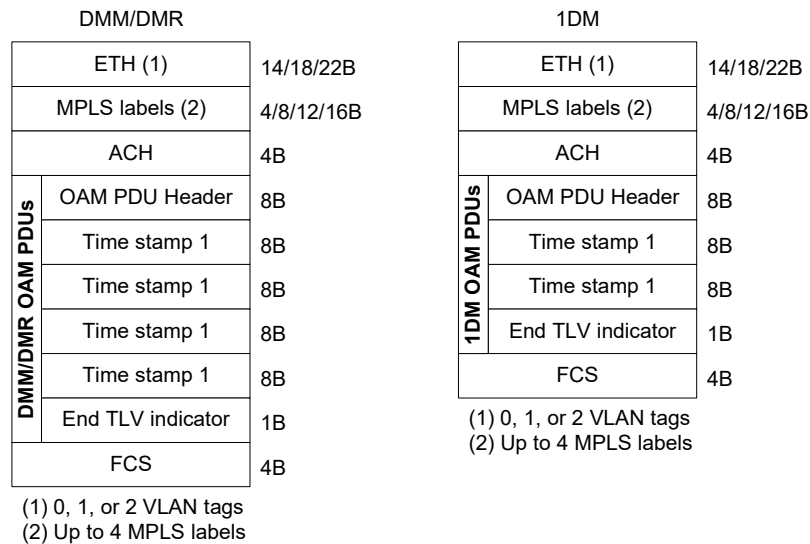 DMM/DMR
ETH (1) 14/18/22B
MPLS labels (2) 4/8/12/16B
ACH 4B
DMM/DMR OAM PDUs
OAM PDU Header 8B
Time stamp 1 8B
Time stamp 1 8B
Time stamp 1 8B
Time stamp 1 8B
End TLV indicator 1B
FCS 4B
(1) 0, 1, or 2 VLAN tags
(2) Up to 4 MPLS labels
1DM
ETH (1) 14/18/22B
MPLS labels (2) 4/8/12/16B
ACH 4B
1DM OAM PDUs
OAM PDU Header 8B
Time stamp 1 8B
Time stamp 1 8B
End TLV indicator 1B
FCS 4B
(1) 0, 1, or 2 VLAN tags
(2) Up to 4 MPLS labels